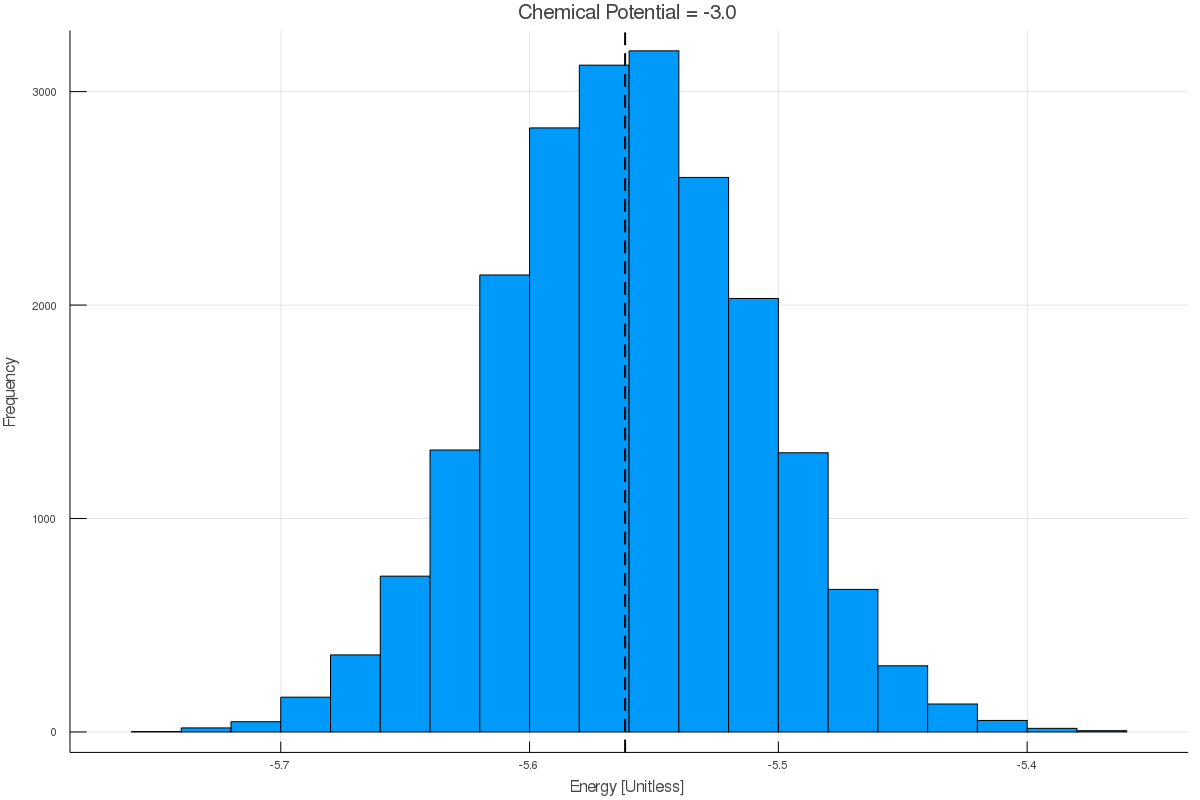 Chemical Potential = -3.0
3000
2000
1000
0
Frequency
-5.7
-5.6
-5.5
-5.4
Energy [Unitless]